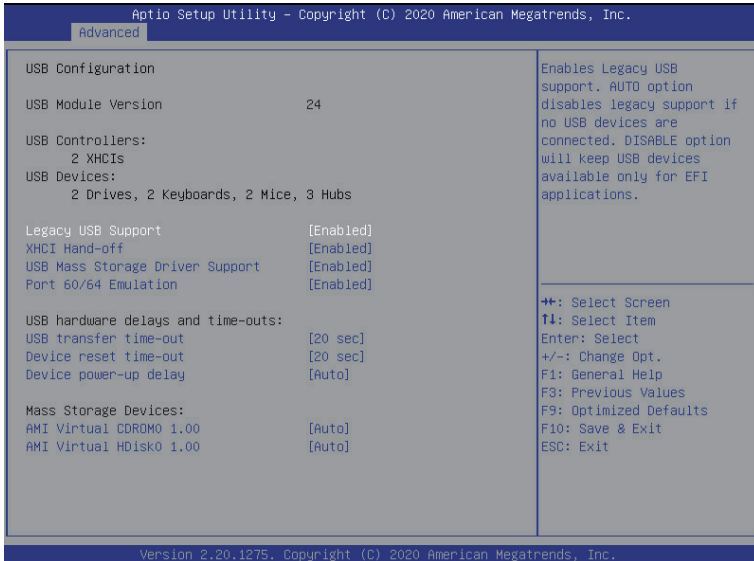 Aptio Setup Utility – Copyright (C) 2020 American Megatrends, Inc.
Advanced
USB Configuration
USB Module Version 24
USB Controllers:
2 XHCIs
USB Devices:
2 Drives, 2 Keyboards, 2 Mice, 3 Hubs
Legacy USB Support [Enabled]
XHCI Hand-off [Enabled]
USB Mass Storage Driver Support [Enabled]
Port 60/64 Emulation [Enabled]
USB hardware delays and time-outs:
USB transfer time-out [20 sec]
Device reset time-out [20 sec]
Device power-up delay [Auto]
Mass Storage Devices:
AMI Virtual CDROM0 1.00 [Auto]
AMI Virtual HDisk0 1.00 [Auto]
Enables Legacy USB
support. AUTO option
disables legacy support if
no USB devices are
connected. DISABLE option
will keep USB devices
available only for EFI
applications.
→←: Select Screen
↑↓: Select Item
Enter: Select
+/-: Change Opt.
F1: General Help
F3: Previous Values
F9: Optimized Defaults
F10: Save & Exit
ESC: Exit
Version 2.20.1275. Copyright (C) 2020 American Megatrends, Inc.